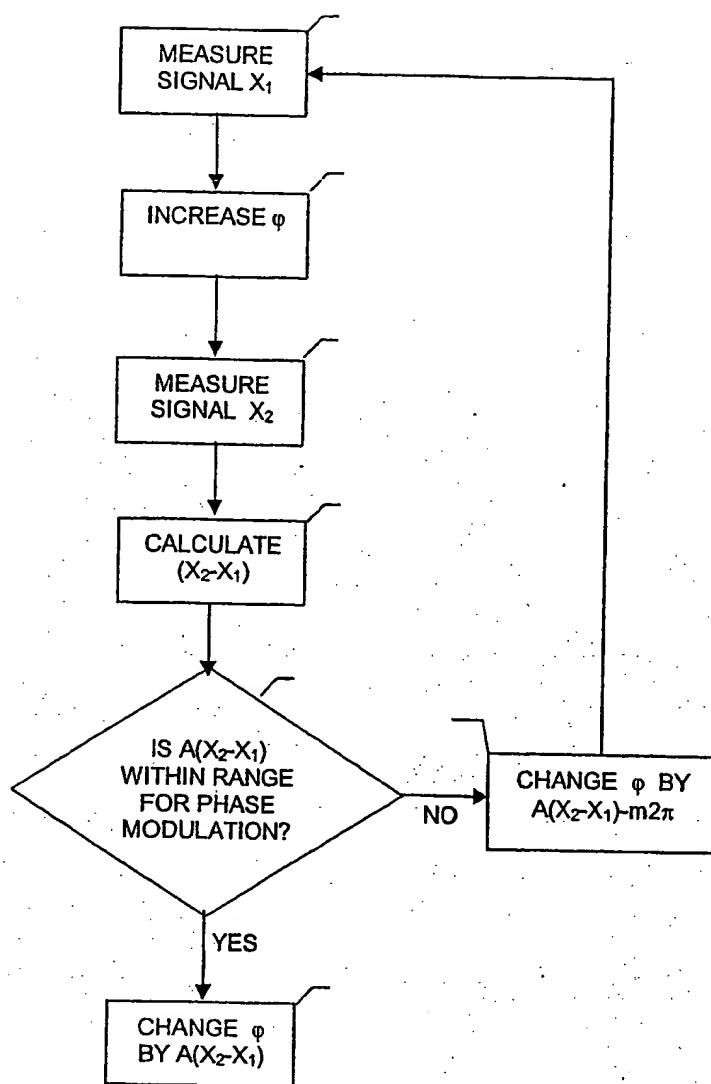 MEASURE
SIGNAL X₁
INCREASE φ
MEASURE
SIGNAL X₂
CALCULATE
(X₂-X₁)
IS A(X₂-X₁)
WITHIN RANGE
FOR PHASE
MODULATION?
NO
CHANGE φ BY
A(X₂-X₁)-m2π
YES
CHANGE φ
BY A(X₂-X₁)